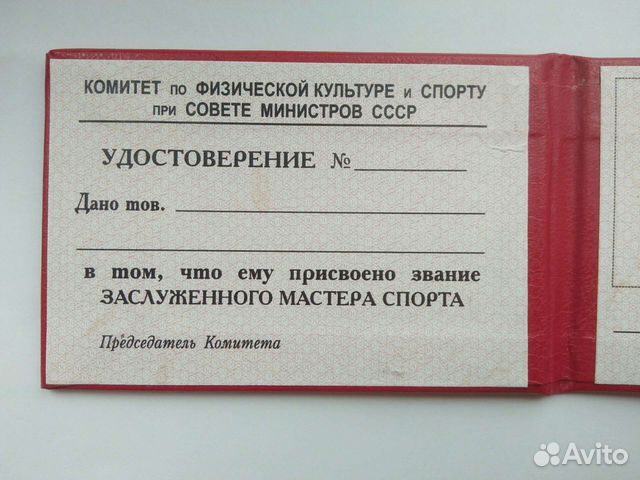 КОМИТЕТ по ФИЗИЧЕСКОЙ КУЛЬТУРЕ и СПОРТУ
при СОВЕТЕ МИНИСТРОВ СССР
УДОСТОВЕРЕНИЕ №
Дано тов.
в том, что ему присвоено звание
ЗАСЛУЖЕННОГО МАСТЕРА СПОРТА
Председатель Комитета
Avito